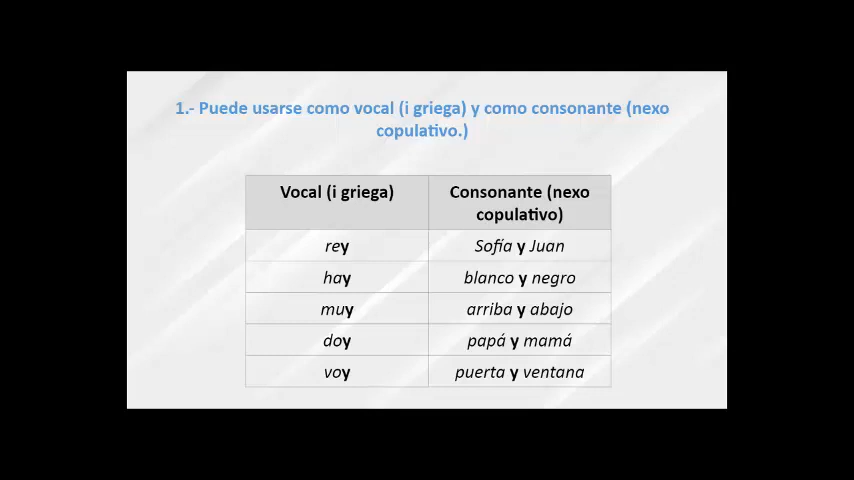 1.- Puede usarse como vocal (i griega) y como consonante (nexo
copulativo.)
Vocal (i griega)
Consonante (nexo
copulativo)
rey
Sofía y Juan
hay
blanco y negro
muy
arriba y abajo
doy
papá y mamá
voy
puerta y ventana